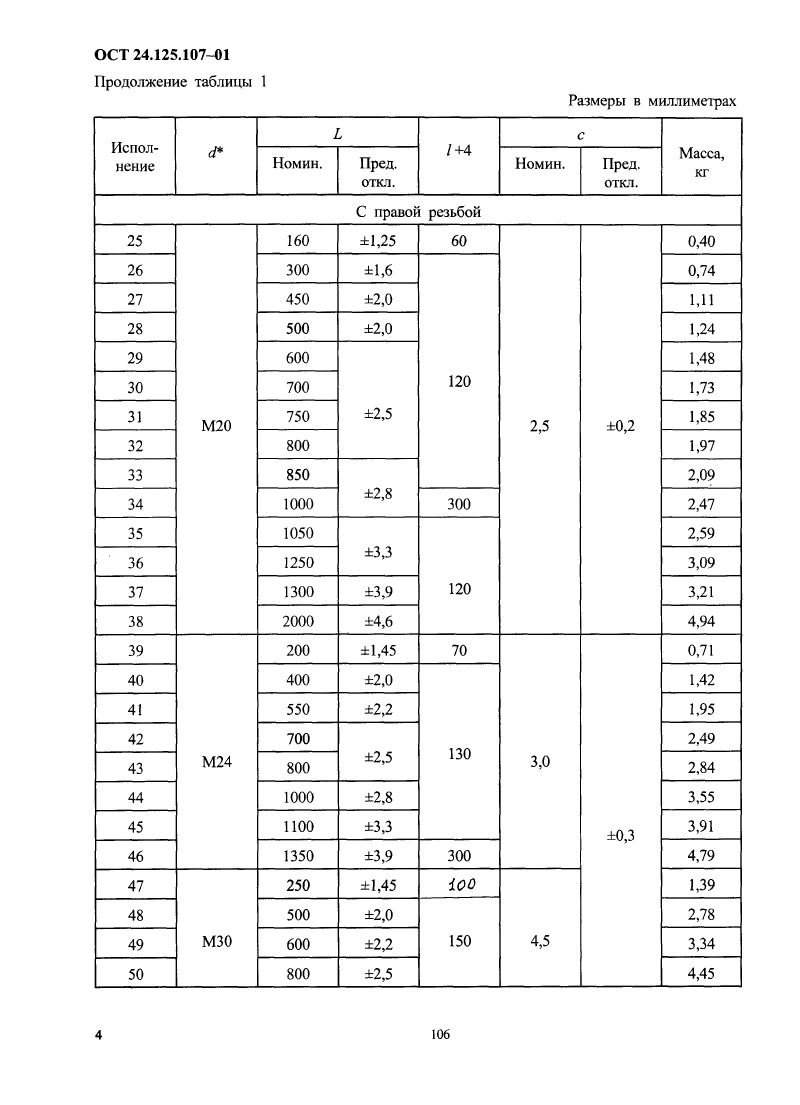 ОСТ 24.125.107–01
Продолжение таблицы 1
Размеры в миллиметрах
Испол-нение d* L l+4 c Масса, кг
Номин. Пред. откл. Номин. Пред. откл.
С правой резьбой
25 М20 160 ±1,25 60 2,5 ±0,2 0,40
26 300 ±1,6 120 0,74
27 450 ±2,0 1,11
28 500 ±2,0 1,24
29 600 ±2,5 1,48
30 700 1,73
31 750 1,85
32 800 1,97
33 850 ±2,8 2,09
34 1000 300 2,47
35 1050 ±3,3 120 2,59
36 1250 3,09
37 1300 ±3,9 3,21
38 2000 ±4,6 4,94
39 М24 200 ±1,45 70 3,0 ±0,3 0,71
40 400 ±2,0 130 1,42
41 550 ±2,2 1,95
42 700 ±2,5 2,49
43 800 2,84
44 1000 ±2,8 3,55
45 1100 ±3,3 3,91
46 1350 ±3,9 300 4,79
47 М30 250 ±1,45 100 4,5 1,39
48 500 ±2,0 150 2,78
49 600 ±2,2 3,34
50 800 ±2,5 4,45
4 106